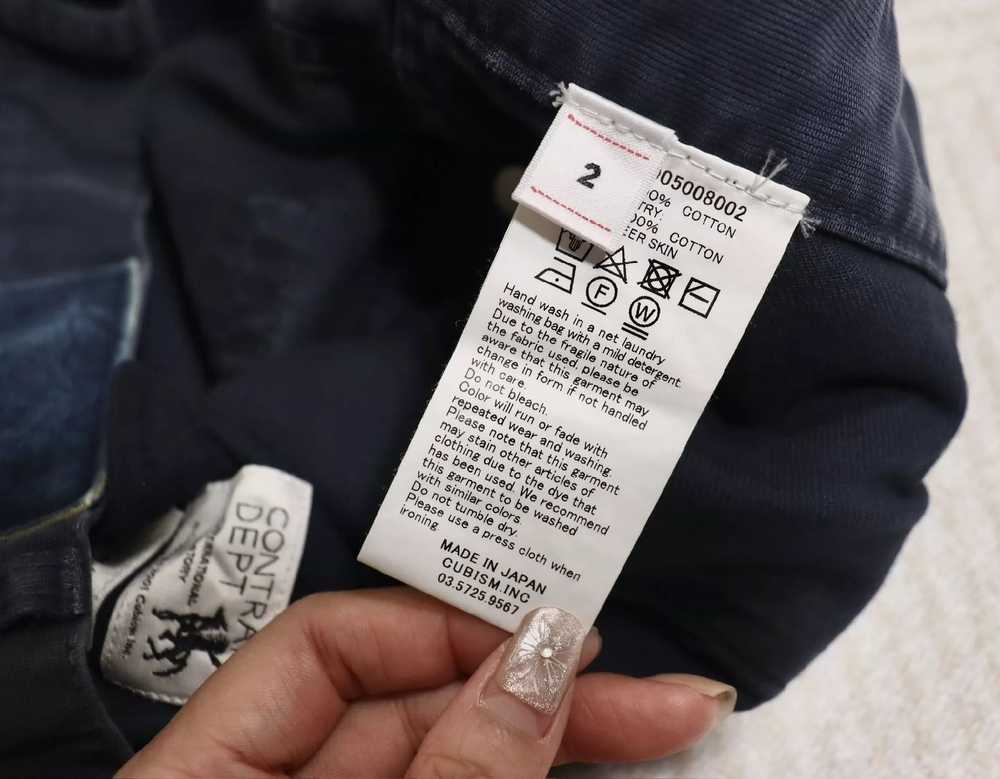 2
05008002
0% COTTON
TRY.
00% COTTON
EER SKIN
F
W
Hand wash in a net laundry
washing bag with a mild detergent.
Due to the fragile nature of
the fabric used, please be
aware that this garment may
change in form if not handled
with care.
Do not bleach.
Color will run or fade with
repeated wear and washing.
Please note that this garment
may stain other articles of
clothing due to the dye that
has been used. We recommend
this garment to be washed
with similar colors.
Do not tumble dry.
Please use a press cloth when
ironing.
MADE IN JAPAN
CUBISM.INC
03.5725.9567
CONTRA
DEPT